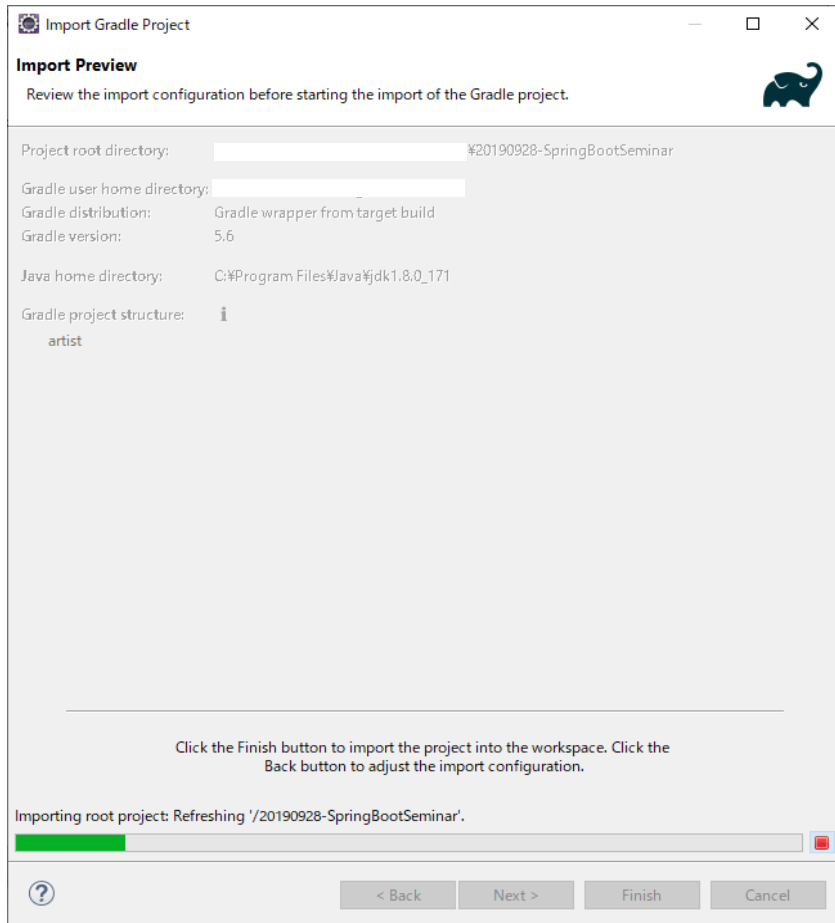 Import Gradle Project
Import Preview
Review the import configuration before starting the import of the Gradle project.
Project root directory: ¥20190928-SpringBootSeminar
Gradle user home directory:
Gradle distribution: Gradle wrapper from target build
Gradle version: 5.6
Java home directory: C:¥Program Files¥Java¥jdk1.8.0_171
Gradle project structure: i
artist
Click the Finish button to import the project into the workspace. Click the
Back button to adjust the import configuration.
Importing root project: Refreshing '/20190928-SpringBootSeminar'.
? < Back Next > Finish Cancel